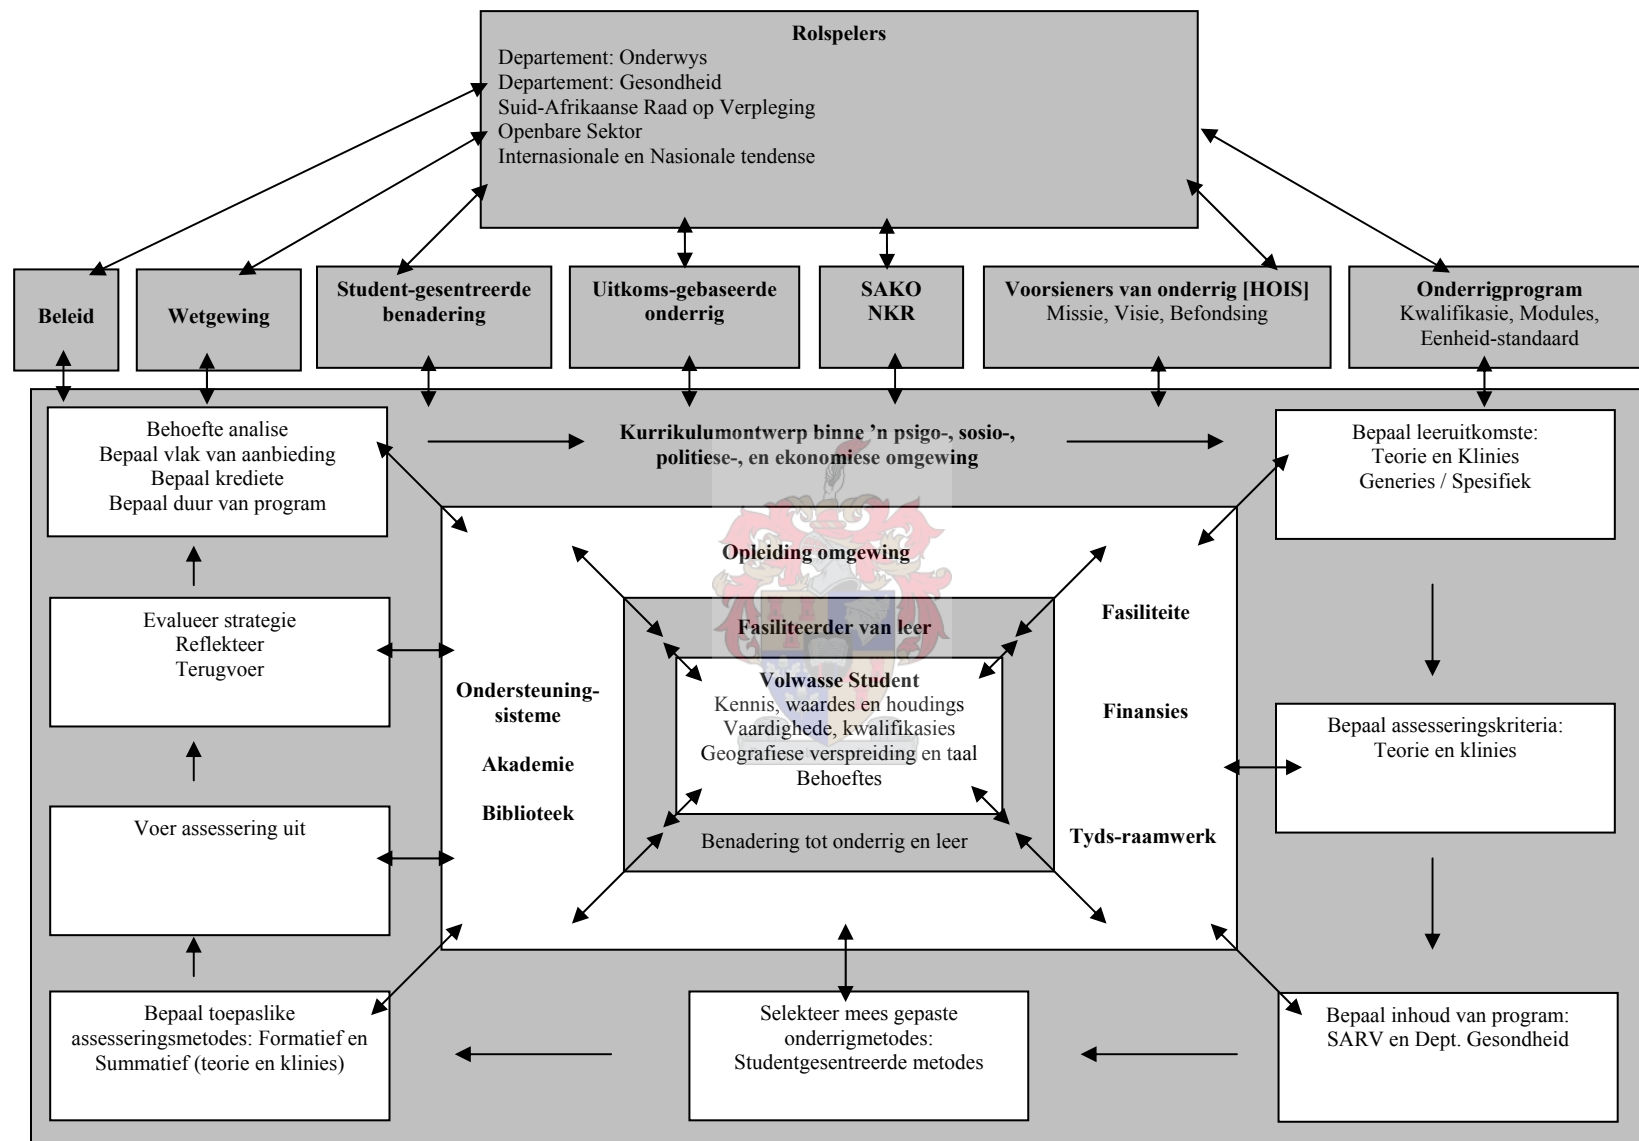 Rolspelers
Departement: Onderwys
Departement: Gesondheid
Suid-Afrikaanse Raad op Verpleging
Openbare Sektor
Internasionale en Nasionale tendense
Beleid
Wetgewing
Student-gesentreerde
benadering
Uitkoms-gebaseerde
onderrig
SAKO
NKR
Voorsieners van onderrig [HOIS]
Missie, Visie, Befondsing
Onderrigprogram
Kwalifikasie, Modules,
Eenheid-standaard
Behoefte analise
Bepaal vlak van aanbieding
Bepaal krediete
Bepaal duur van program
Kurrikulumontwerp binne ’n psigo-, sosio-,
politiese-, en ekonomiese omgewing
Bepaal leeruitkomste:
Teorie en Klinies
Generies / Spesifiek
Evalueer strategie
Reflekteer
Terugvoer
Voer assessering uit
Opleiding omgewing
Ondersteuning-
sisteme
Akademie
Biblioteek
Fasiliteerder van leer
Volwasse Student
Kennis, waardes en houdings
Vaardighede, kwalifikasies
Geografiese verspreiding en taal
Behoeftes
Benadering tot onderrig en leer
Fasiliteite
Finansies
Tyds-raamwerk
Bepaal assesseringskriteria:
Teorie en klinies
Bepaal toepaslike
assesseringsmetodes: Formatief en
Summatief (teorie en klinies)
Selekteer mees gepaste
onderrigmetodes:
Studentgesentreerde metodes
Bepaal inhoud van program:
SARV en Dept. Gesondheid